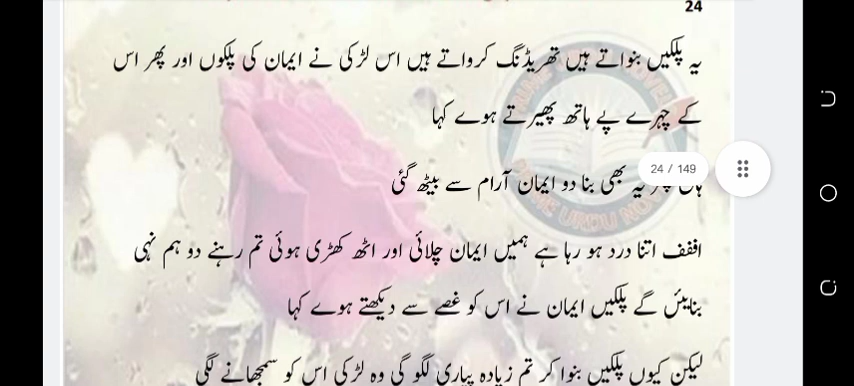 24
یہ پلکیں بنواتے ہیں تھریڈنگ کرواتے ہیں اس لڑکی نے ایمان کی پلکوں اور پھر اس
کے چہرے پے ہاتھ پھیرتے ہوے کہا
24 / 149
بھی بنا دو ایمان آرام سے بیٹھ گئی
اففف اتنا درد ہو رہا ہے ہمیں ایمان چلائی اور اٹھ کھڑی ہوئی تم رہنے دو ہم نہی
بنایئں گے پلکیں ایمان نے اس کو غصے سے دیکھتے ہوے کہا
لیکن کیوں پلکیں بنوا کر تم زیادہ پیاری لگو گی وہ لڑکی اس کو سمجھانے لگی